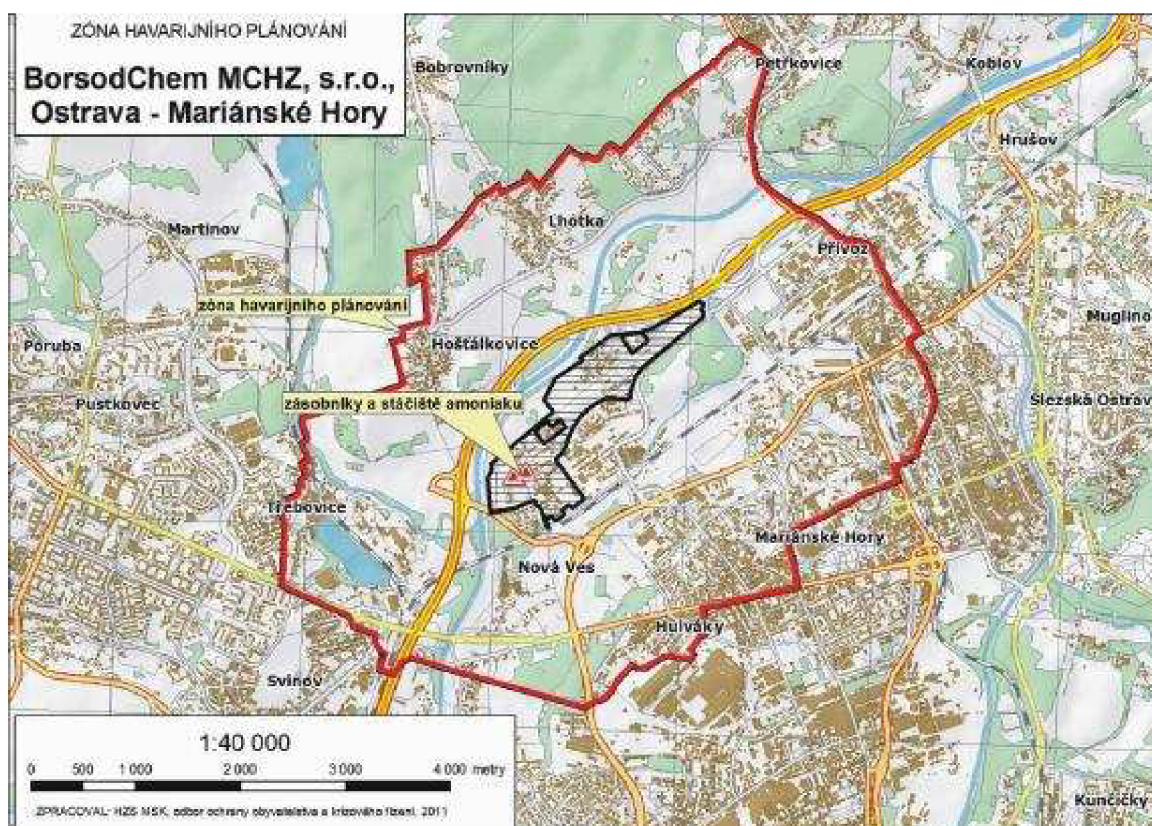 ZÓNA HAVARIJNÍHO PLÁNOVÁNÍ
BorsodChem MCHZ, s.r.o.,
Ostrava - Mariánské Hory
Bobrovníky
Petřkovice
Koblov
Hrušov
Martinov
Lhotka
Přívoz
zóna havarijního plánování
Muglino
Poruba
Hošťálkovice
Pustkovec
zásobníky a stáčiště amoniaku
Slezská Ostrav
Třebovice
Mariánské Hory
Nová Ves
Hulváky
Svinov
1:40 000
0 500 1 000 2 000 3 000 4 000 metry
ZPRACOVAL: HZS MSK, odbor ochrany obyvatelstva a krizového řízení, 2011
Kunčičky